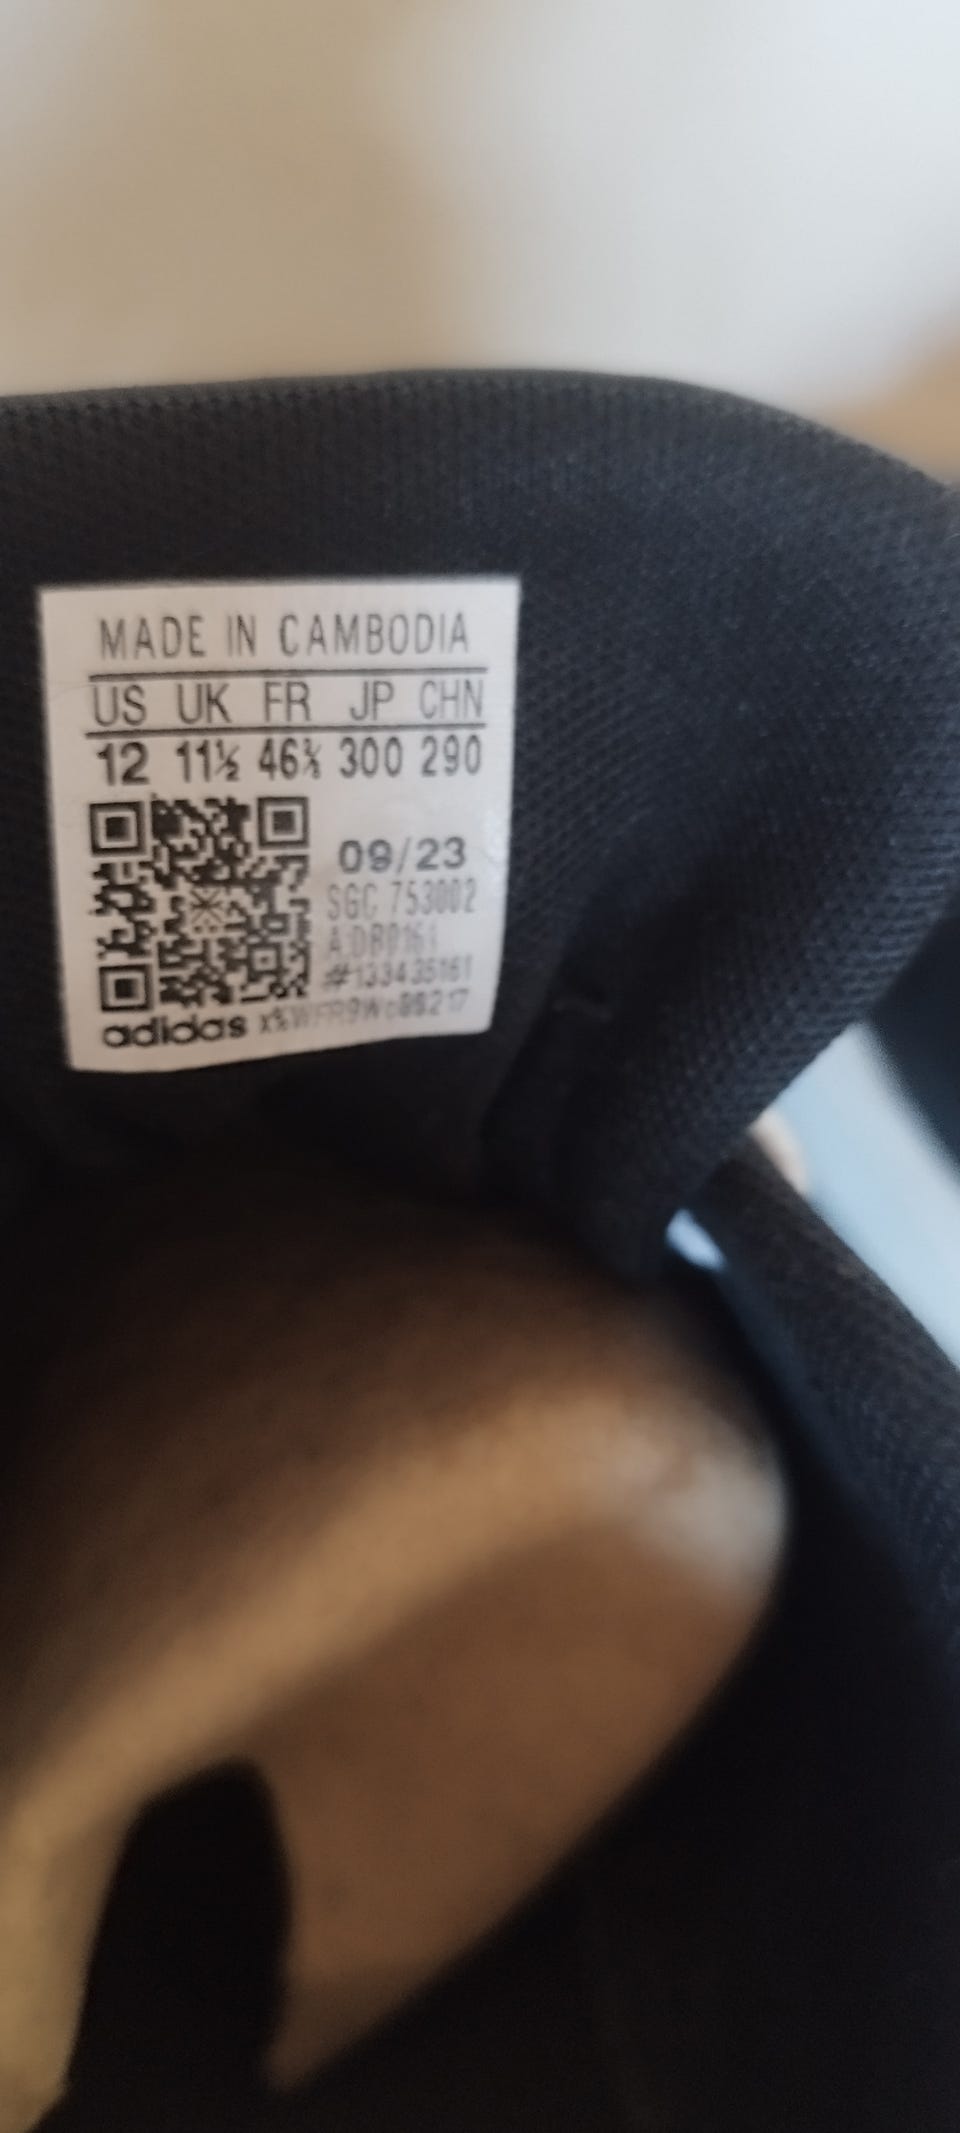 MADE IN CAMBODIA
US UK FR JP CHN
12 11½ 46⅔ 300 290
09/23
SGC 753002
#133435161
adidas